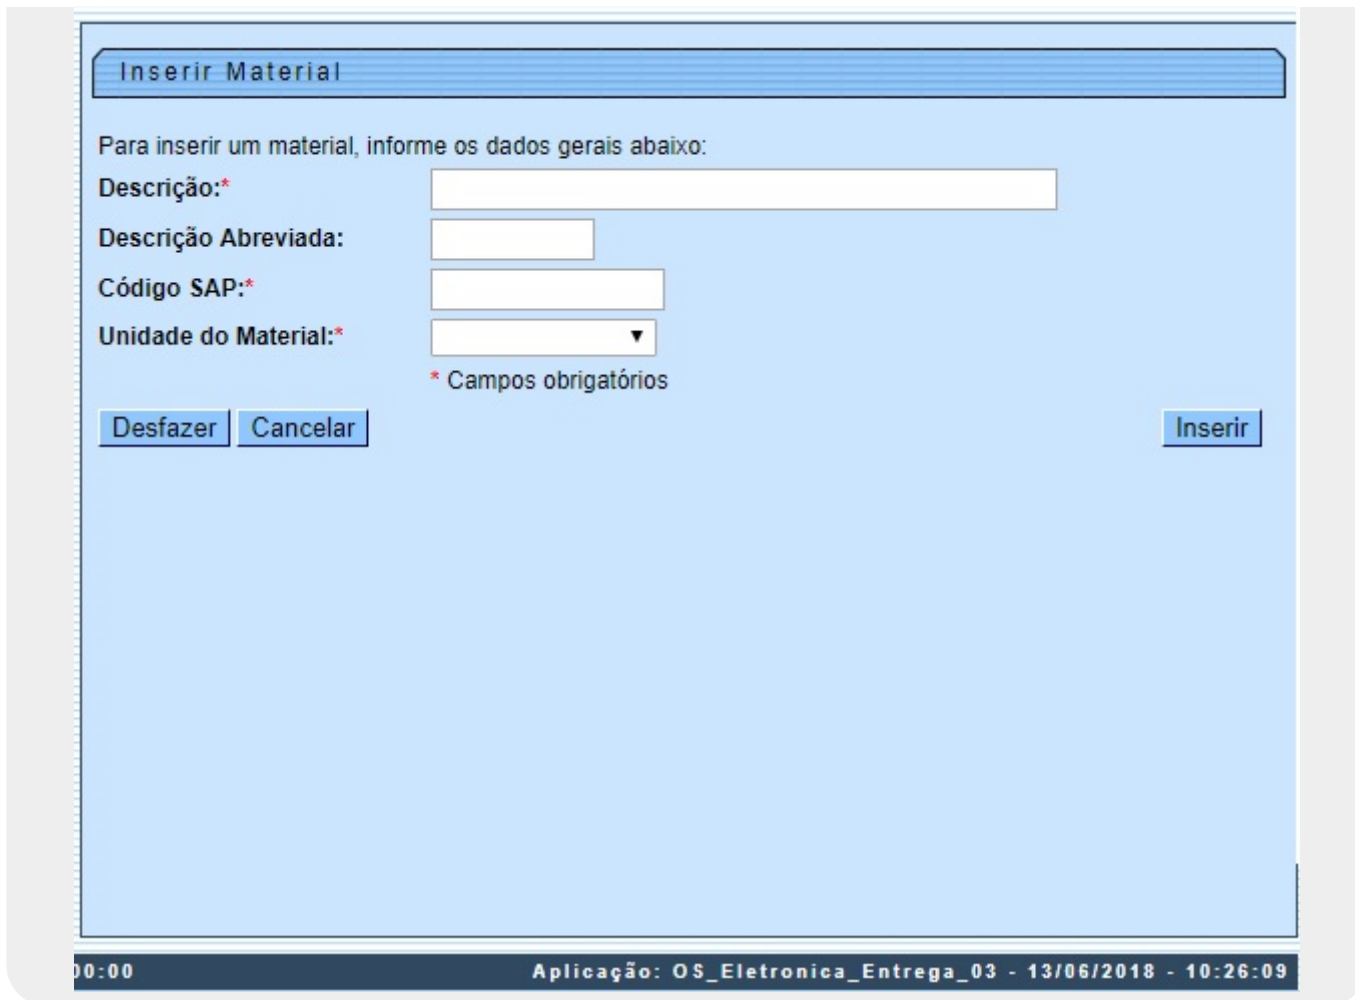 Inserir Material
Para inserir um material, informe os dados gerais abaixo:
Descrição:*
Descrição Abreviada:
Código SAP:*
Unidade do Material:*
* Campos obrigatórios
Desfazer Cancelar Inserir
00:00 Aplicação: OS_Eletronica_Entrega_03 - 13/06/2018 - 10:26:09